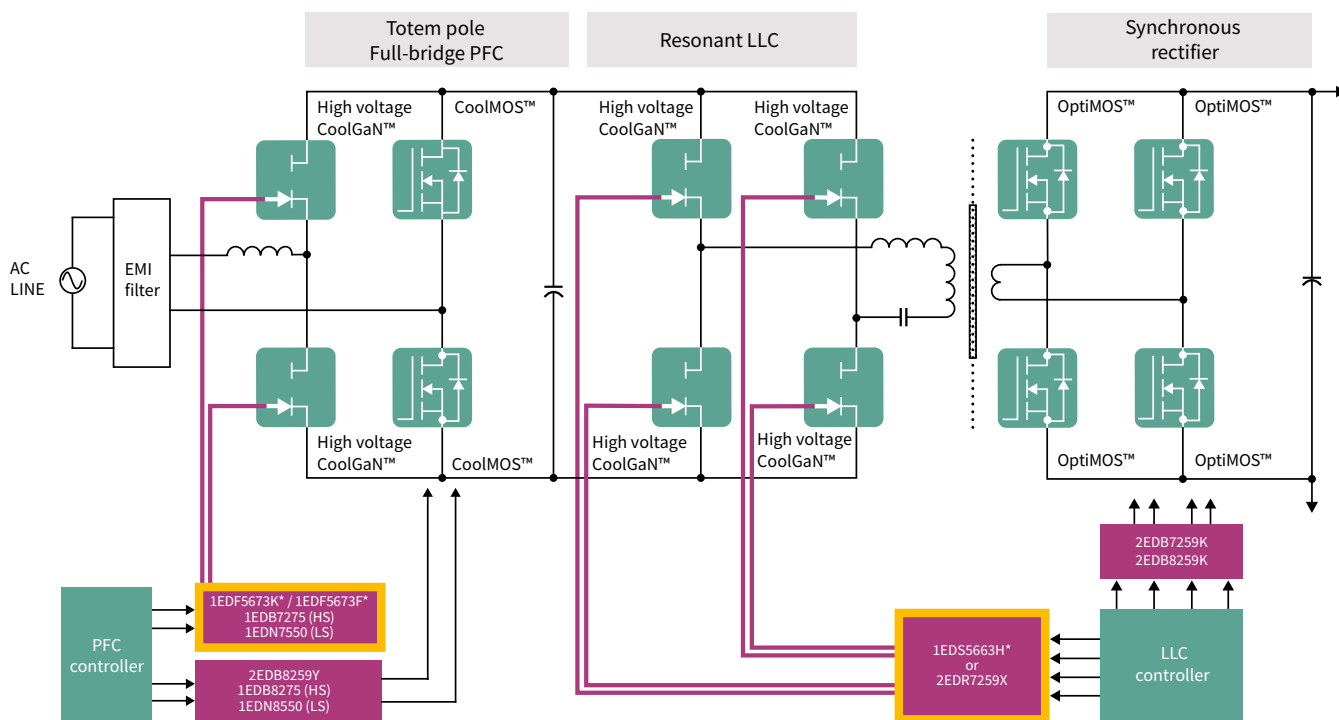 Totem pole
Full-bridge PFC
Resonant LLC
Synchronous
rectifier
High voltage
CoolGaN™
CoolMOS™
High voltage
CoolGaN™
High voltage
CoolGaN™
OptiMOS™
OptiMOS™
AC
LINE
EMI
filter
High voltage
CoolGaN™
CoolMOS™
High voltage
CoolGaN™
High voltage
CoolGaN™
OptiMOS™
OptiMOS™
PFC
controller
1EDF5673K* / 1EDF5673F*
1EDB7275 (HS)
1EDN7550 (LS)
2EDB8259Y
1EDB8275 (HS)
1EDN8550 (LS)
1EDS5663H*
or
2EDR7259X
2EDB7259K
2EDB8259K
LLC
controller